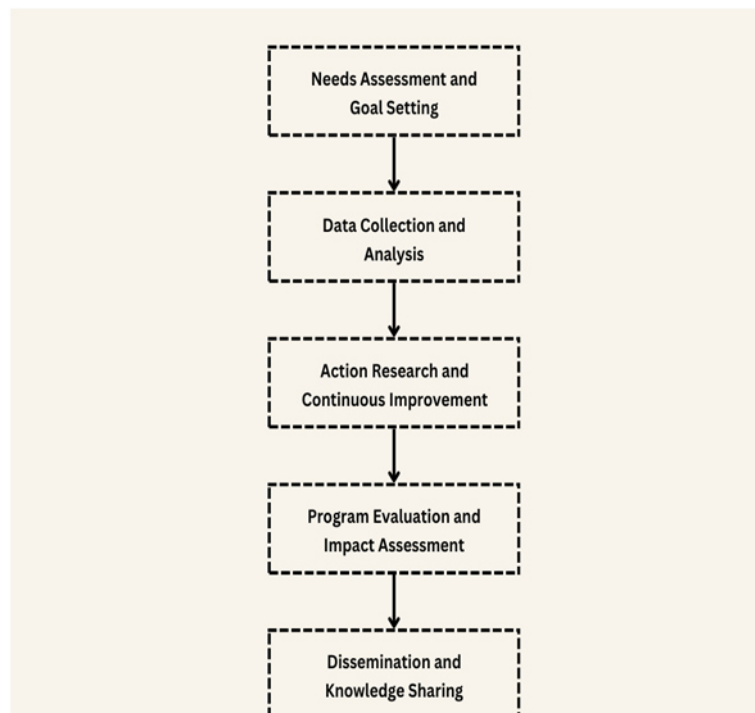 Needs Assessment and
Goal Setting
Data Collection and
Analysis
Action Research and
Continuous Improvement
Program Evaluation and
Impact Assessment
Dissemination and
Knowledge Sharing